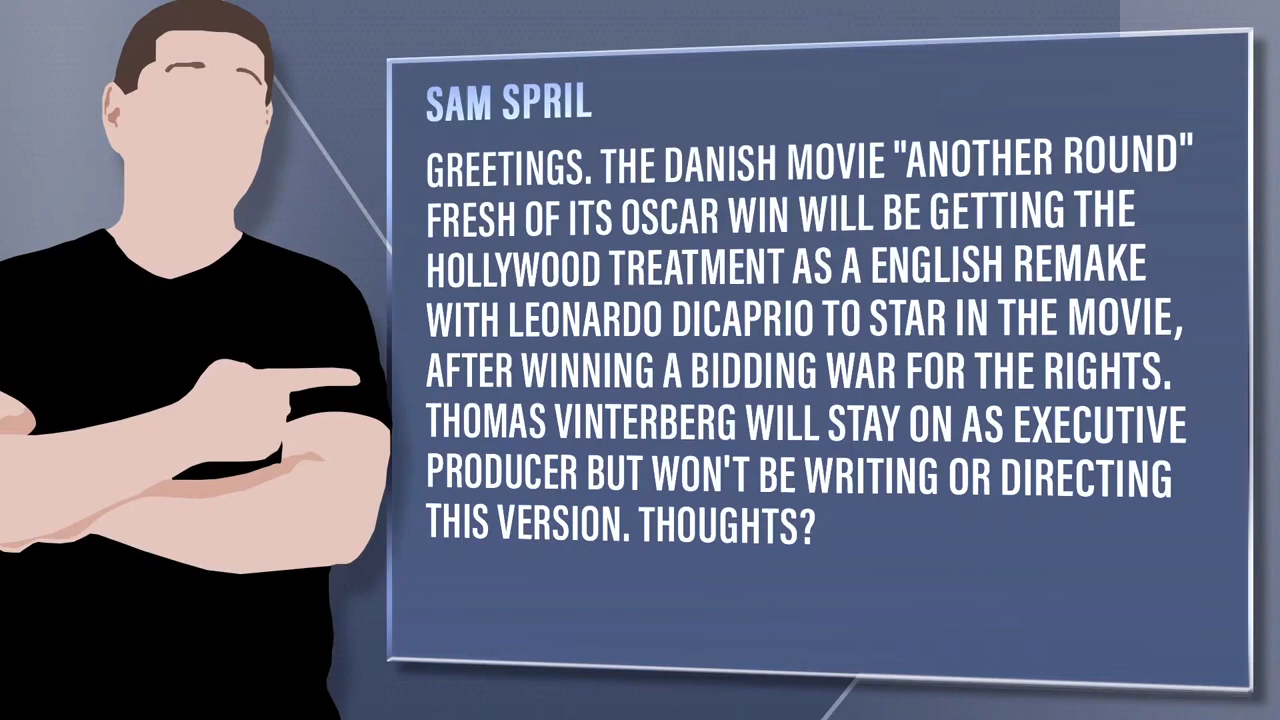 SAM SPRIL
GREETINGS. THE DANISH MOVIE "ANOTHER ROUND"
FRESH OF ITS OSCAR WIN WILL BE GETTING THE
HOLLYWOOD TREATMENT AS A ENGLISH REMAKE
WITH LEONARDO DICAPRIO TO STAR IN THE MOVIE,
AFTER WINNING A BIDDING WAR FOR THE RIGHTS.
THOMAS VINTERBERG WILL STAY ON AS EXECUTIVE
PRODUCER BUT WON'T BE WRITING OR DIRECTING
THIS VERSION. THOUGHTS?